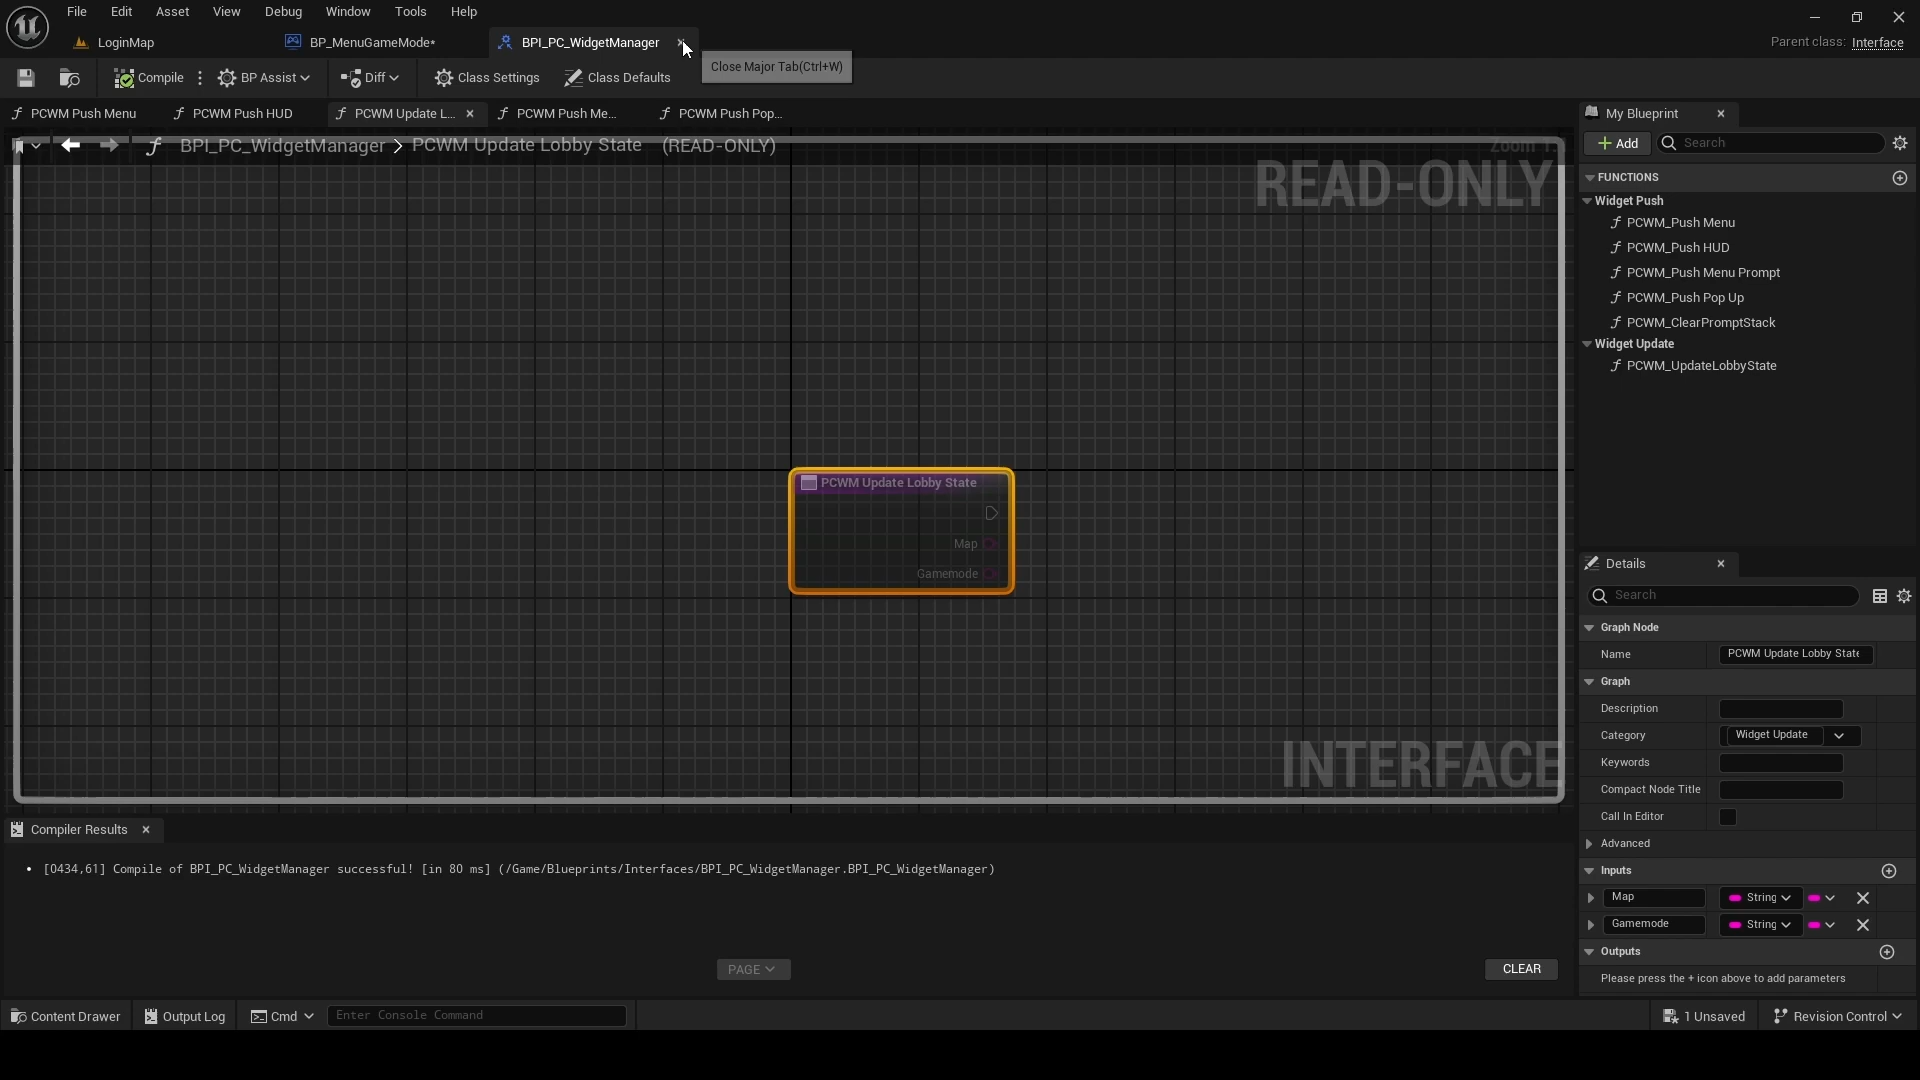 File Edit Asset View Debug Window Tools Help
LoginMap BP_MenuGameMode* BPI_PC_WidgetManager
Parent class: Interface
Close Major Tab(Ctrl+W)
Compile BP Assist Diff Class Settings Class Defaults
PCWM Push Menu PCWM Push HUD PCWM Update L... PCWM Push Me... PCWM Push Pop...
BPI_PC_WidgetManager > PCWM Update Lobby State (READ-ONLY)
READ-ONLY
PCWM Update Lobby State
Map
Gamemode
INTERFACE
My Blueprint
Add Search
FUNCTIONS
Widget Push
PCWM_Push Menu
PCWM_Push HUD
PCWM_Push Menu Prompt
PCWM_Push Pop Up
PCWM_ClearPromptStack
Widget Update
PCWM_UpdateLobbyState
Details
Search
Graph Node
Name PCWM Update Lobby State
Graph
Description
Category Widget Update
Keywords
Compact Node Title
Call In Editor
Advanced
Inputs
Map String
Gamemode String
Outputs
Please press the + icon above to add parameters
Compiler Results
[0434,61] Compile of BPI_PC_WidgetManager successful! [in 80 ms] (/Game/Blueprints/Interfaces/BPI_PC_WidgetManager.BPI_PC_WidgetManager)
PAGE
CLEAR
Content Drawer Output Log Cmd Enter Console Command 1 Unsaved Revision Control